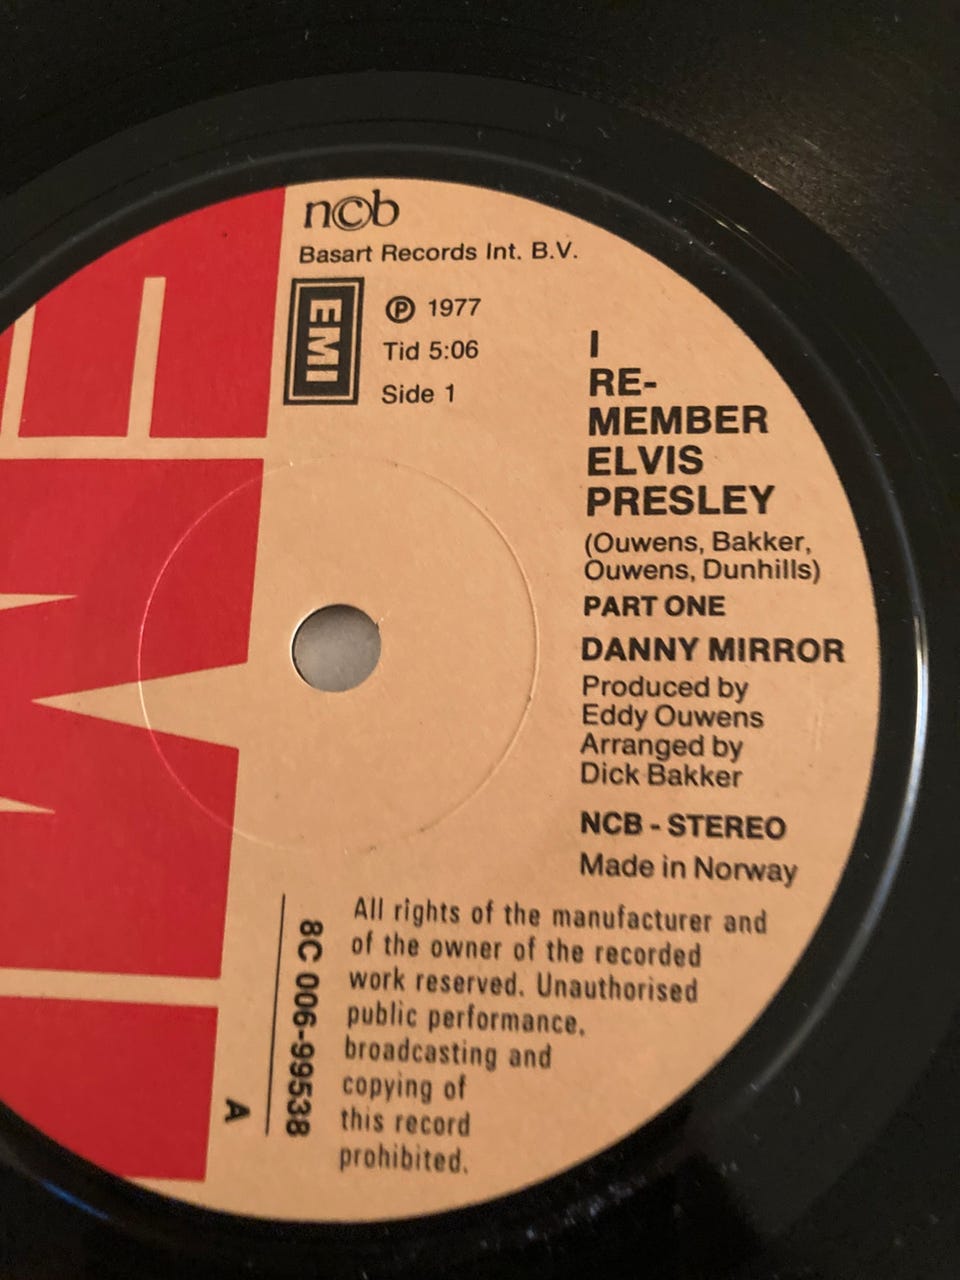 n©b
Basart Records Int. B.V.
EMI
℗ 1977
Tid 5:06
Side 1
I
RE-
MEMBER
ELVIS
PRESLEY
(Ouwens, Bakker,
Ouwens, Dunhills)
PART ONE
DANNY MIRROR
Produced by
Eddy Ouwens
Arranged by
Dick Bakker
NCB - STEREO
Made in Norway
All rights of the manufacturer and
of the owner of the recorded
work reserved. Unauthorised
public performance,
broadcasting and
copying of
this record
prohibited.
8C 006-99538
A
EMI